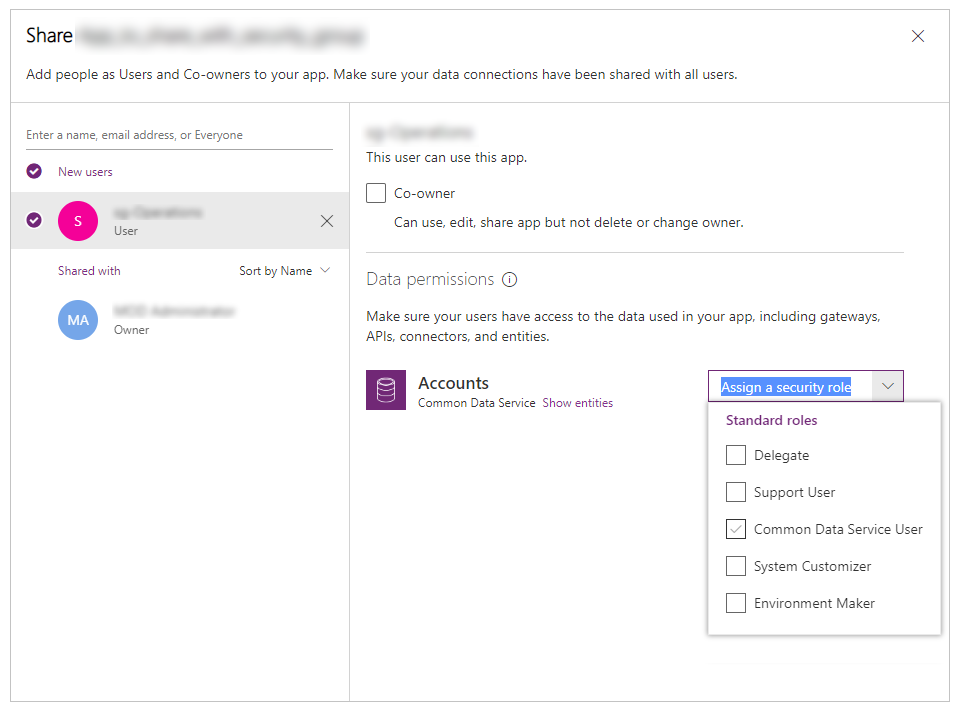 Share
Add people as Users and Co-owners to your app. Make sure your data connections have been shared with all users.
Enter a name, email address, or Everyone
New users
S
User
Shared with
Sort by Name
MA
Owner
This user can use this app.
Co-owner
Can use, edit, share app but not delete or change owner.
Data permissions
Make sure your users have access to the data used in your app, including gateways,
APIs, connectors, and entities.
Accounts
Common Data Service Show entities
Assign a security role
Standard roles
Delegate
Support User
Common Data Service User
System Customizer
Environment Maker